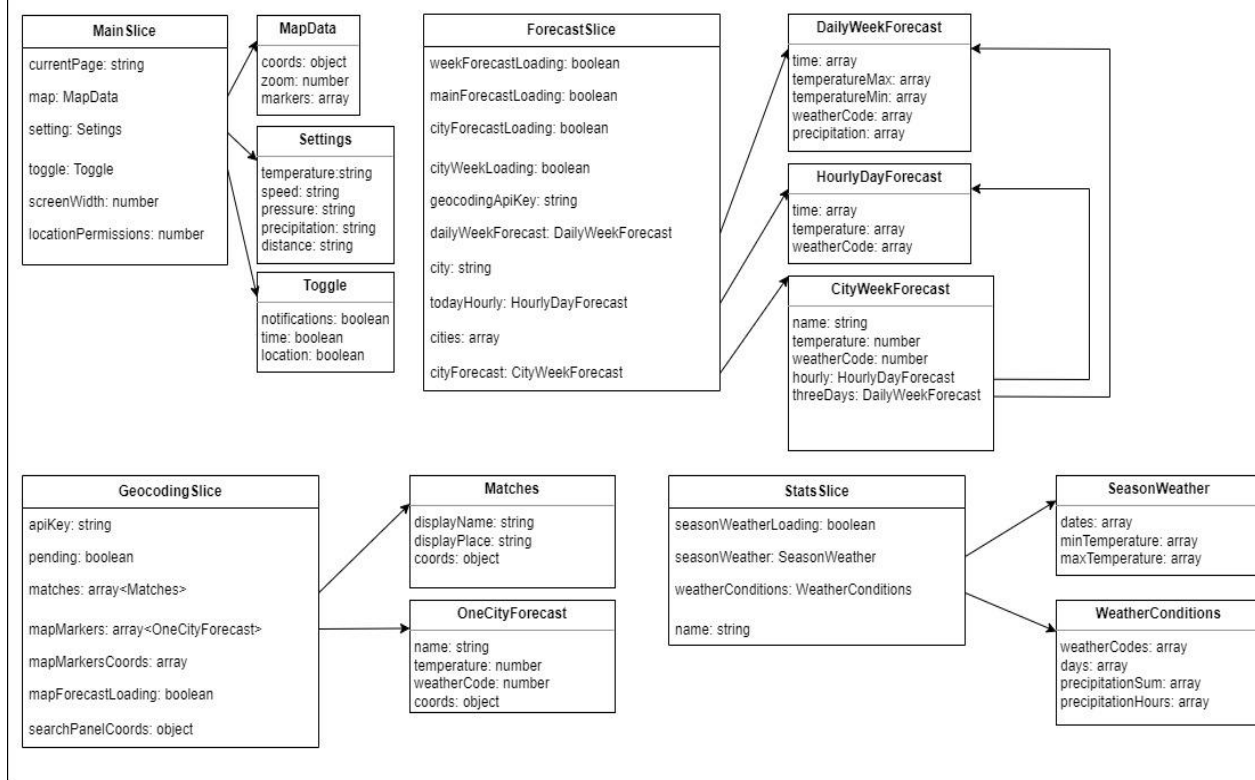 MainSlice
currentPage: string
map: MapData
setting: Setings
toggle: Toggle
screenWidth: number
locationPermissions: number
MapData
coords: object
zoom: number
markers: array
Settings
temperature:string
speed: string
pressure: string
precipitation: string
distance: string
Toggle
notifications: boolean
time: boolean
location: boolean
ForecastSlice
weekForecastLoading: boolean
mainForecastLoading: boolean
cityForecastLoading: boolean
cityWeekLoading: boolean
geocodingApiKey: string
dailyWeekForecast: DailyWeekForecast
city: string
todayHourly: HourlyDayForecast
cities: array
cityForecast: CityWeekForecast
DailyWeekForecast
time: array
temperatureMax: array
temperatureMin: array
weatherCode: array
precipitation: array
HourlyDayForecast
time: array
temperature: array
weatherCode: array
CityWeekForecast
name: string
temperature: number
weatherCode: number
hourly: HourlyDayForecast
threeDays: DailyWeekForecast
GeocodingSlice
apiKey: string
pending: boolean
matches: array<Matches>
mapMarkers: array<OneCityForecast>
mapMarkersCoords: array
mapForecastLoading: boolean
searchPanelCoords: object
Matches
displayName: string
displayPlace: string
coords: object
OneCityForecast
name: string
temperature: number
weatherCode: number
coords: object
StatsSlice
seasonWeatherLoading: boolean
seasonWeather: SeasonWeather
weatherConditions: WeatherConditions
name: string
SeasonWeather
dates: array
minTemperature: array
maxTemperature: array
WeatherConditions
weatherCodes: array
days: array
precipitationSum: array
precipitationHours: array